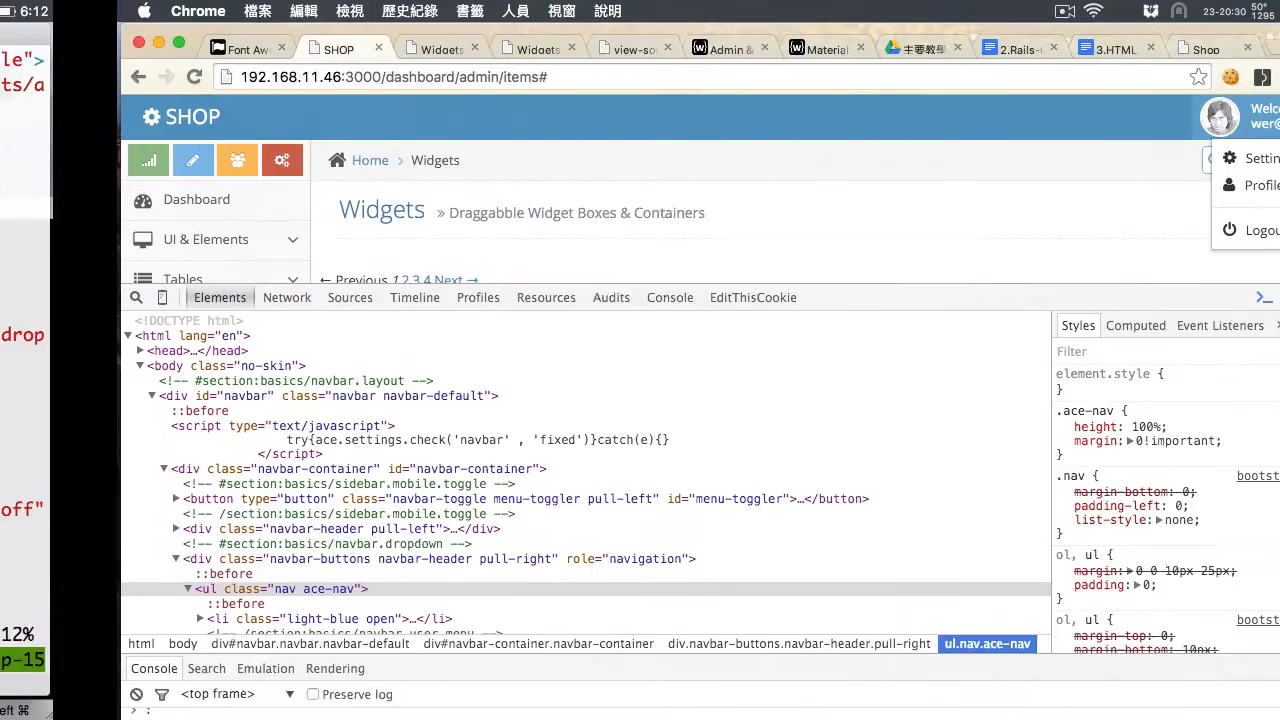 6:12
Chrome 檔案 編輯 檢視 歷史紀錄 書籤 人員 視窗 說明
23-20:30 50° 1295
Font Aw
SHOP
Widgets
Widgets
view-so
Admin &
Material
主要教學
2.Rails-
3.HTML
Shop
192.168.11.46:3000/dashboard/admin/items#
le">
ts/a
drop
off"
12%
p-15
eft ⌘
SHOP
Welc
wer@
Home > Widgets
Settin
Profile
Logou
Dashboard
UI & Elements
Tables
Widgets » Draggabble Widget Boxes & Containers
← Previous 1 2 3 4 Next →
Elements Network Sources Timeline Profiles Resources Audits Console EditThisCookie
<!DOCTYPE html>
<html lang="en">
<head>…</head>
<body class="no-skin">
<!-- #section:basics/navbar.layout -->
<div id="navbar" class="navbar navbar-default">
::before
<script type="text/javascript">
try{ace.settings.check('navbar' , 'fixed')}catch(e){}
</script>
<div class="navbar-container" id="navbar-container">
<!-- #section:basics/sidebar.mobile.toggle -->
<button type="button" class="navbar-toggle menu-toggler pull-left" id="menu-toggler">…</button>
<!-- /section:basics/sidebar.mobile.toggle -->
<div class="navbar-header pull-left">…</div>
<!-- #section:basics/navbar.dropdown -->
<div class="navbar-buttons navbar-header pull-right" role="navigation">
::before
<ul class="nav ace-nav">
::before
<li class="light-blue open">…</li>
<!-- /section:basics/navbar.user_menu -->
html body div#navbar.navbar.navbar-default div#navbar-container.navbar-container div.navbar-buttons.navbar-header.pull-right ul.nav.ace-nav
Styles Computed Event Listeners
Filter
element.style {
}
.ace-nav {
height: 100%;
margin: 0!important;
}
.nav { bootst
margin-bottom: 0;
padding-left: 0;
list-style: none;
}
ol, ul {
margin: 0 0 10px 25px;
padding: 0;
}
ol, ul { bootst
margin-top: 0;
margin-bottom: 10px;
Console Search Emulation Rendering
<top frame> Preserve log